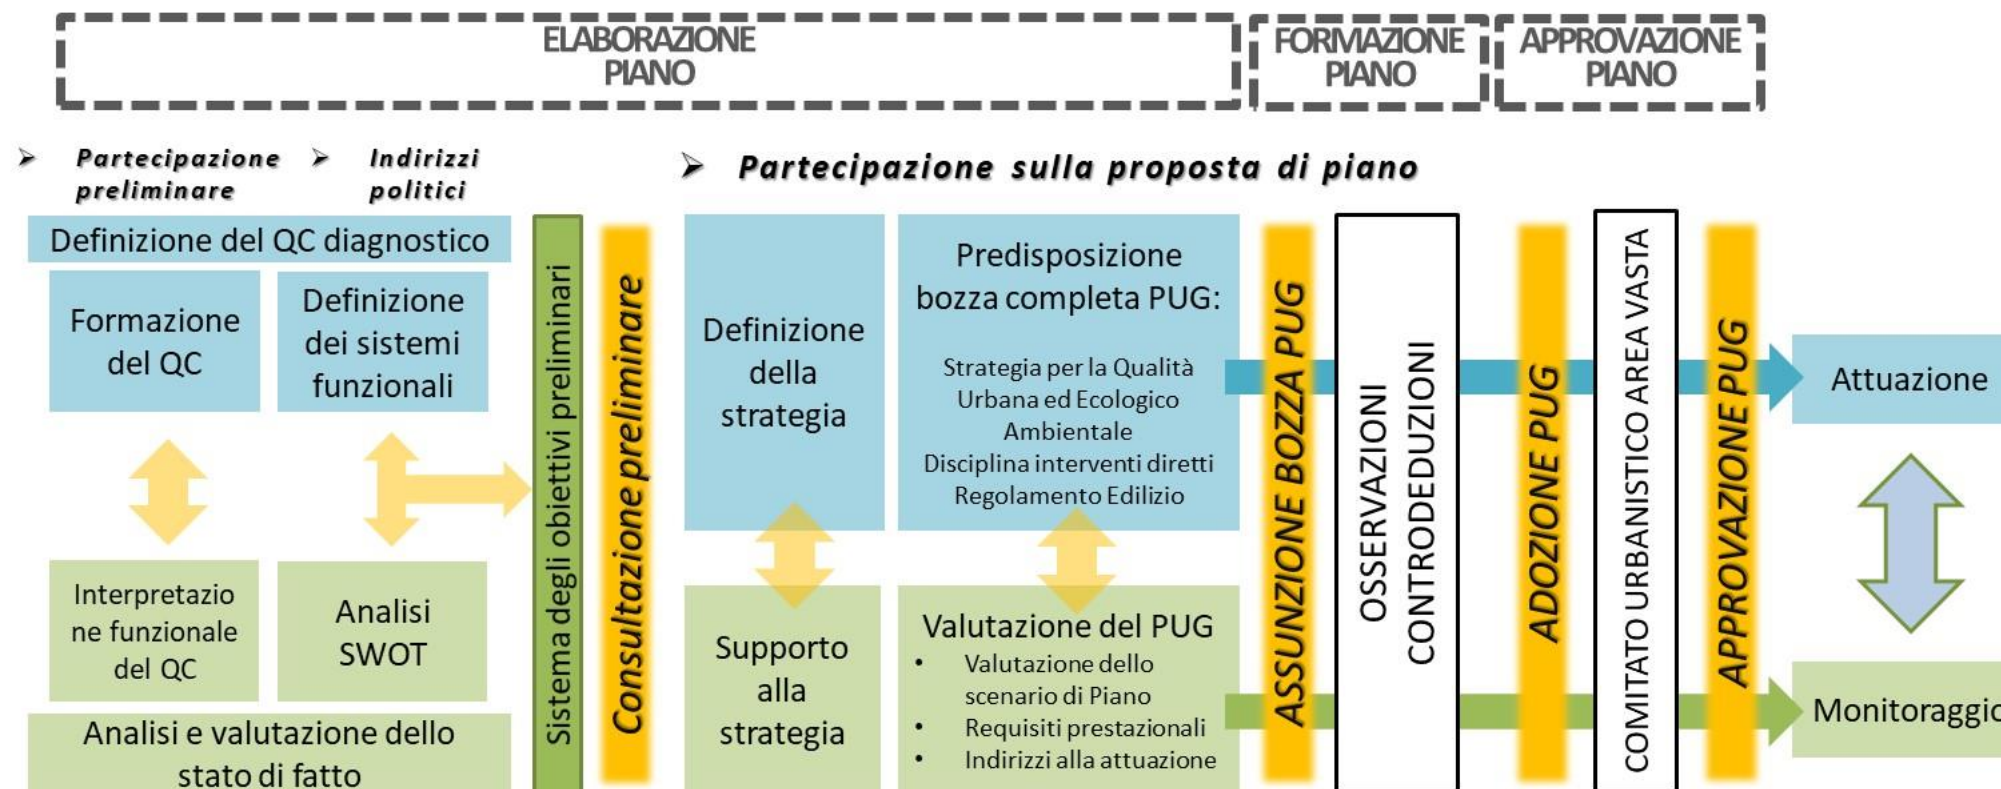 ELABORAZIONE
PIANO
FORMAZIONE
PIANO
APPROVAZIONE
PIANO
➢ Partecipazione
preliminare
➢ Indirizzi
politici
➢ Partecipazione sulla proposta di piano
Definizione del QC diagnostico
Formazione
del QC
Definizione
dei sistemi
funzionali
Interpretazio
ne funzionale
del QC
Analisi
SWOT
Analisi e valutazione dello
stato di fatto
Sistema degli obiettivi preliminari
Consultazione preliminare
Definizione
della
strategia
Supporto
alla
strategia
Predisposizione
bozza completa PUG:
Strategia per la Qualità
Urbana ed Ecologico
Ambientale
Disciplina interventi diretti
Regolamento Edilizio
Valutazione del PUG
• Valutazione dello
scenario di Piano
• Requisiti prestazionali
• Indirizzi alla attuazione
ASSUNZIONE BOZZA PUG
OSSERVAZIONI
CONTRODEDUZIONI
ADOZIONE PUG
COMITATO URBANISTICO AREA VASTA
APPROVAZIONE PUG
Attuazione
Monitoraggio